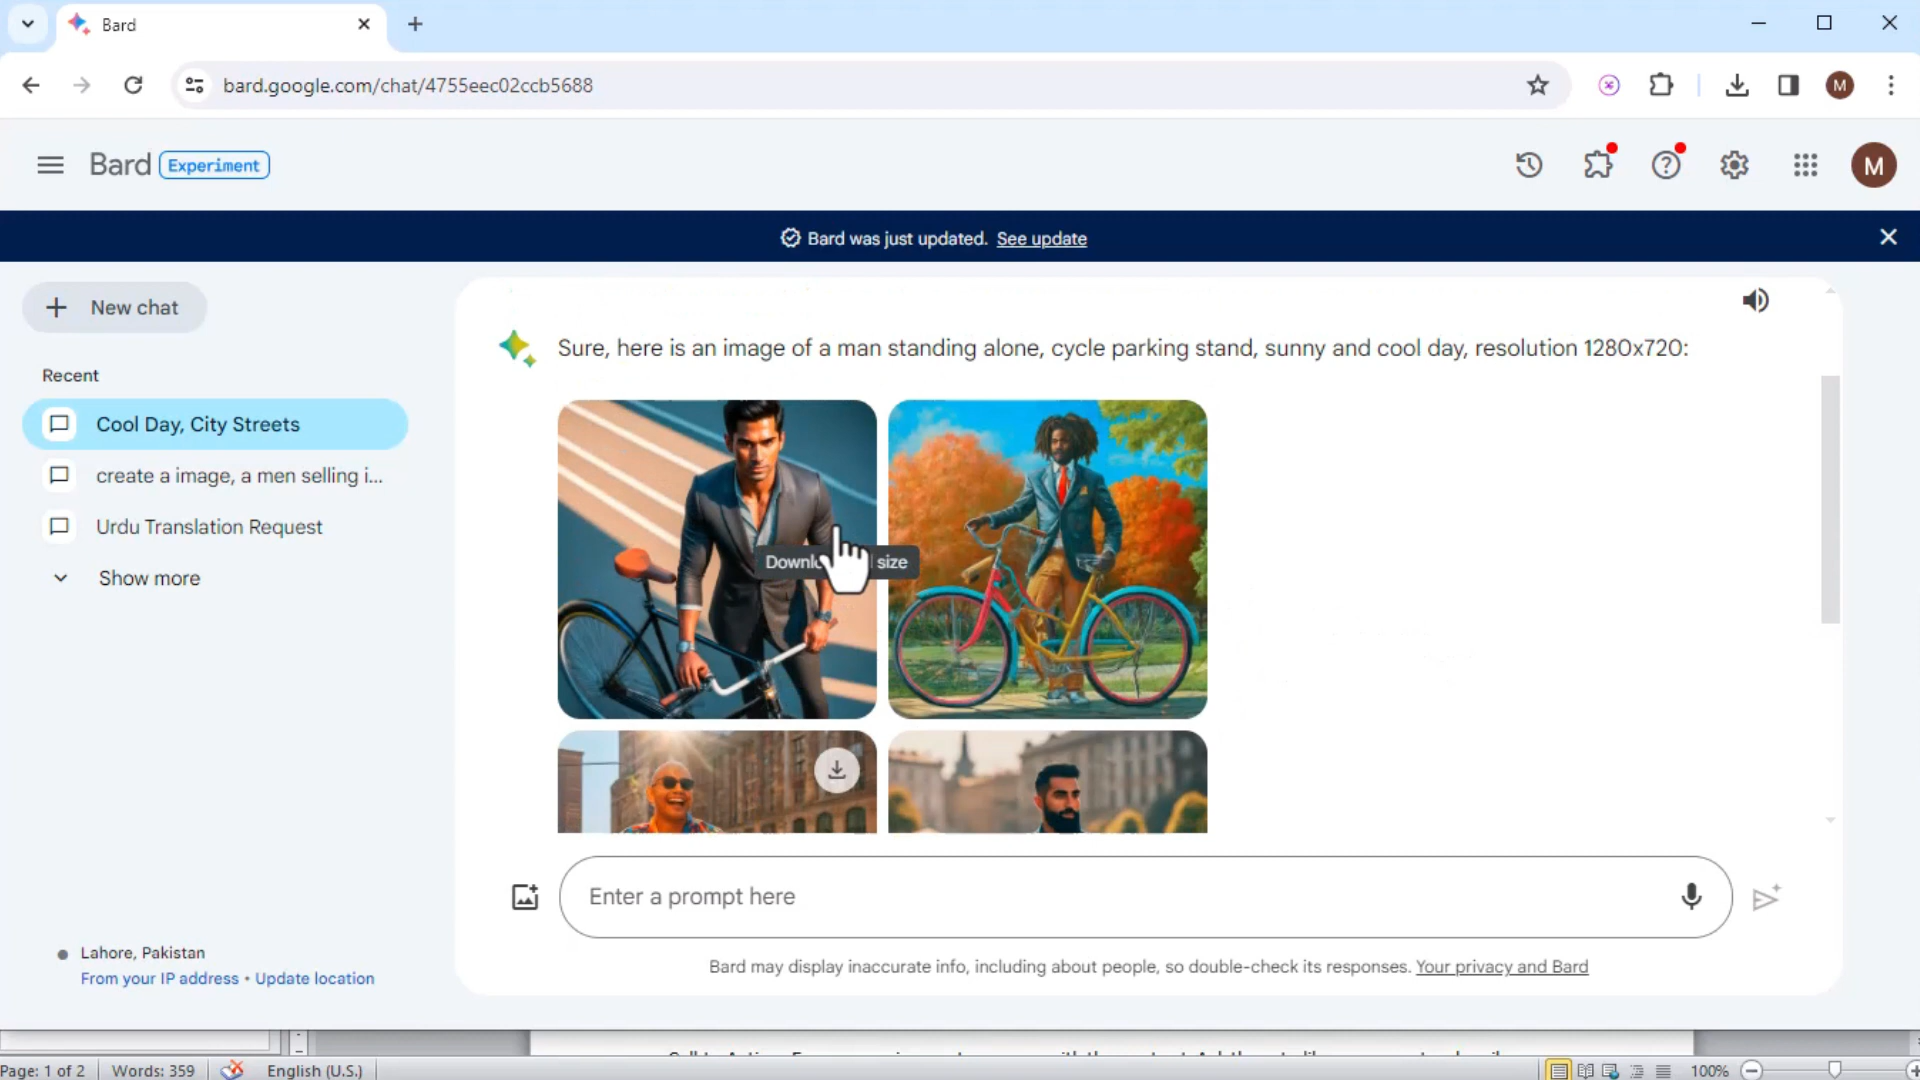 Bard
bard.google.com/chat/4755eec02ccb5688
M
Bard Experiment
M
Bard was just updated. See update
New chat
Recent
Cool Day, City Streets
create a image, a men selling i...
Urdu Translation Request
Show more
Sure, here is an image of a man standing alone, cycle parking stand, sunny and cool day, resolution 1280x720:
size
Enter a prompt here
Lahore, Pakistan
From your IP address • Update location
Bard may display inaccurate info, including about people, so double-check its responses. Your privacy and Bard
Page: 1 of 2
Words: 359
English (U.S.)
100%